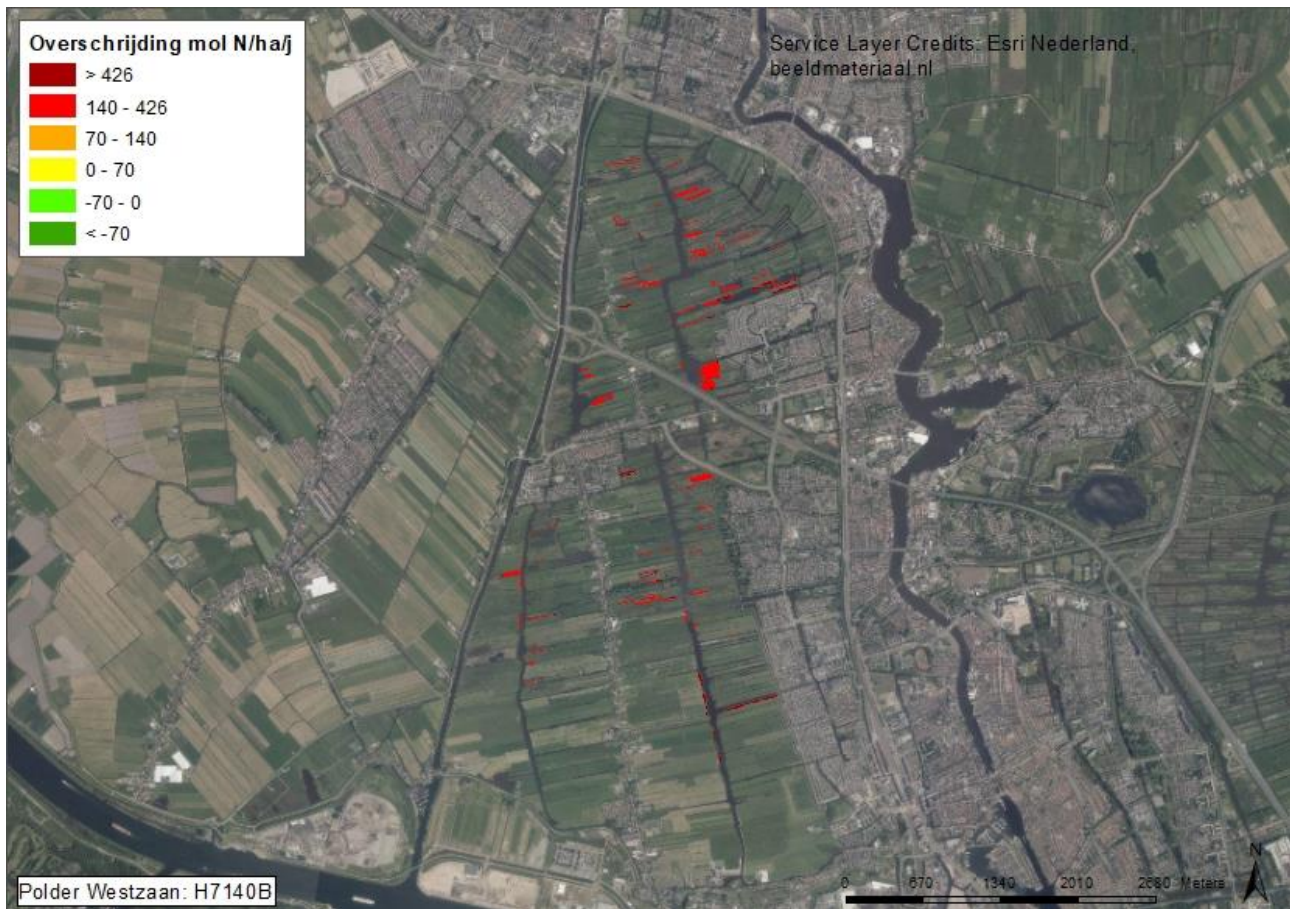 Overschrijding mol N/ha/j
> 426
140 - 426
70 - 140
0 - 70
-70 - 0
< -70
Service Layer Credits: Esri Nederland,
beeldmateriaal.nl
Polder Westzaan: H7140B
0 670 1340 2010 2680 Meters
N